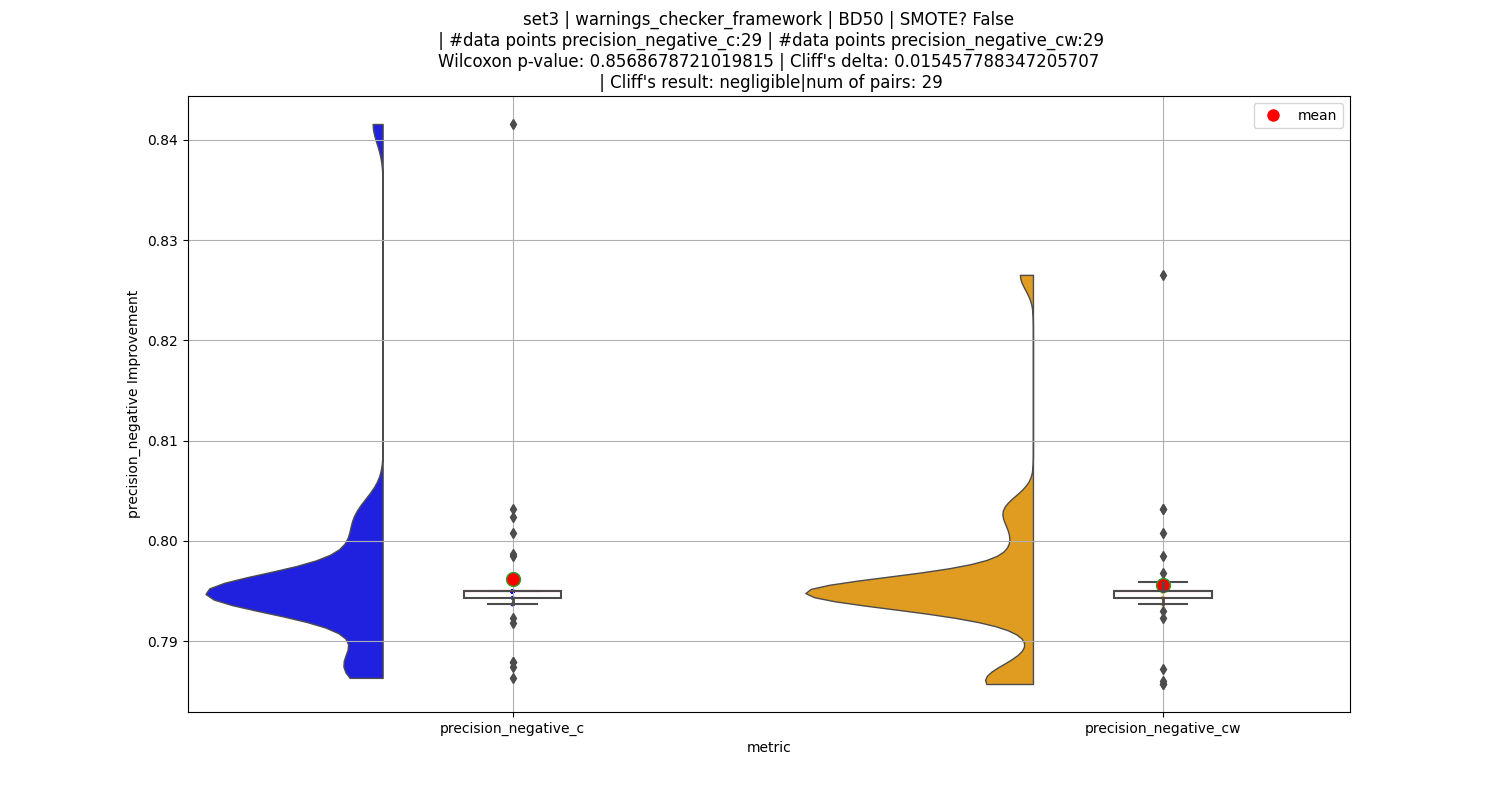 set3 | warnings_checker_framework | BD50 | SMOTE? False
| #data points precision_negative_c:29 | #data points precision_negative_cw:29
Wilcoxon p-value: 0.8568678721019815 | Cliff's delta: 0.015457788347205707
| Cliff's result: negligible|num of pairs: 29
mean
0.84
0.83
0.82
0.81
0.80
0.79
precision_negative Improvement
precision_negative_c
precision_negative_cw
metric